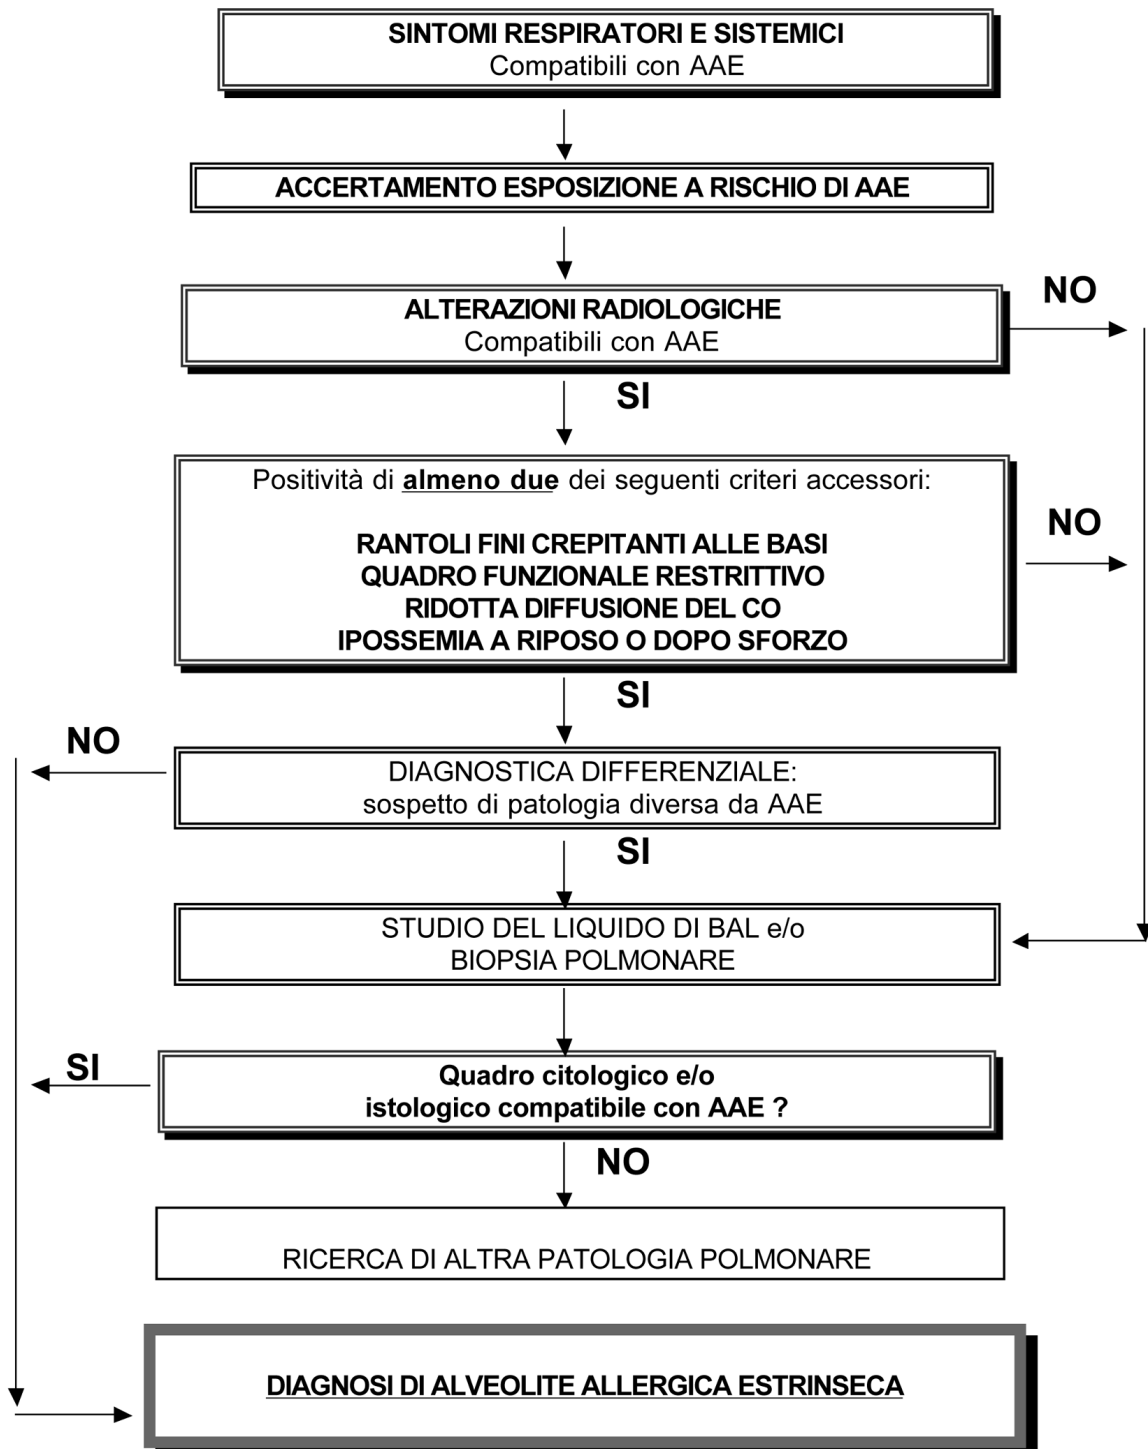 SINTOMI RESPIRATORI E SISTEMICI
Compatibili con AAE
ACCERTAMENTO ESPOSIZIONE A RISCHIO DI AAE
NO
ALTERAZIONI RADIOLOGICHE
Compatibili con AAE
SI
Positività di almeno due dei seguenti criteri accessori:
NO
RANTOLI FINI CREPITANTI ALLE BASI
QUADRO FUNZIONALE RESTRITTIVO
RIDOTTA DIFFUSIONE DEL CO
IPOSSEMIA A RIPOSO O DOPO SFORZO
SI
NO
DIAGNOSTICA DIFFERENZIALE:
sospetto di patologia diversa da AAE
SI
STUDIO DEL LIQUIDO DI BAL e/o
BIOPSIA POLMONARE
SI
Quadro citologico e/o
istologico compatibile con AAE ?
NO
RICERCA DI ALTRA PATOLOGIA POLMONARE
DIAGNOSI DI ALVEOLITE ALLERGICA ESTRINSECA